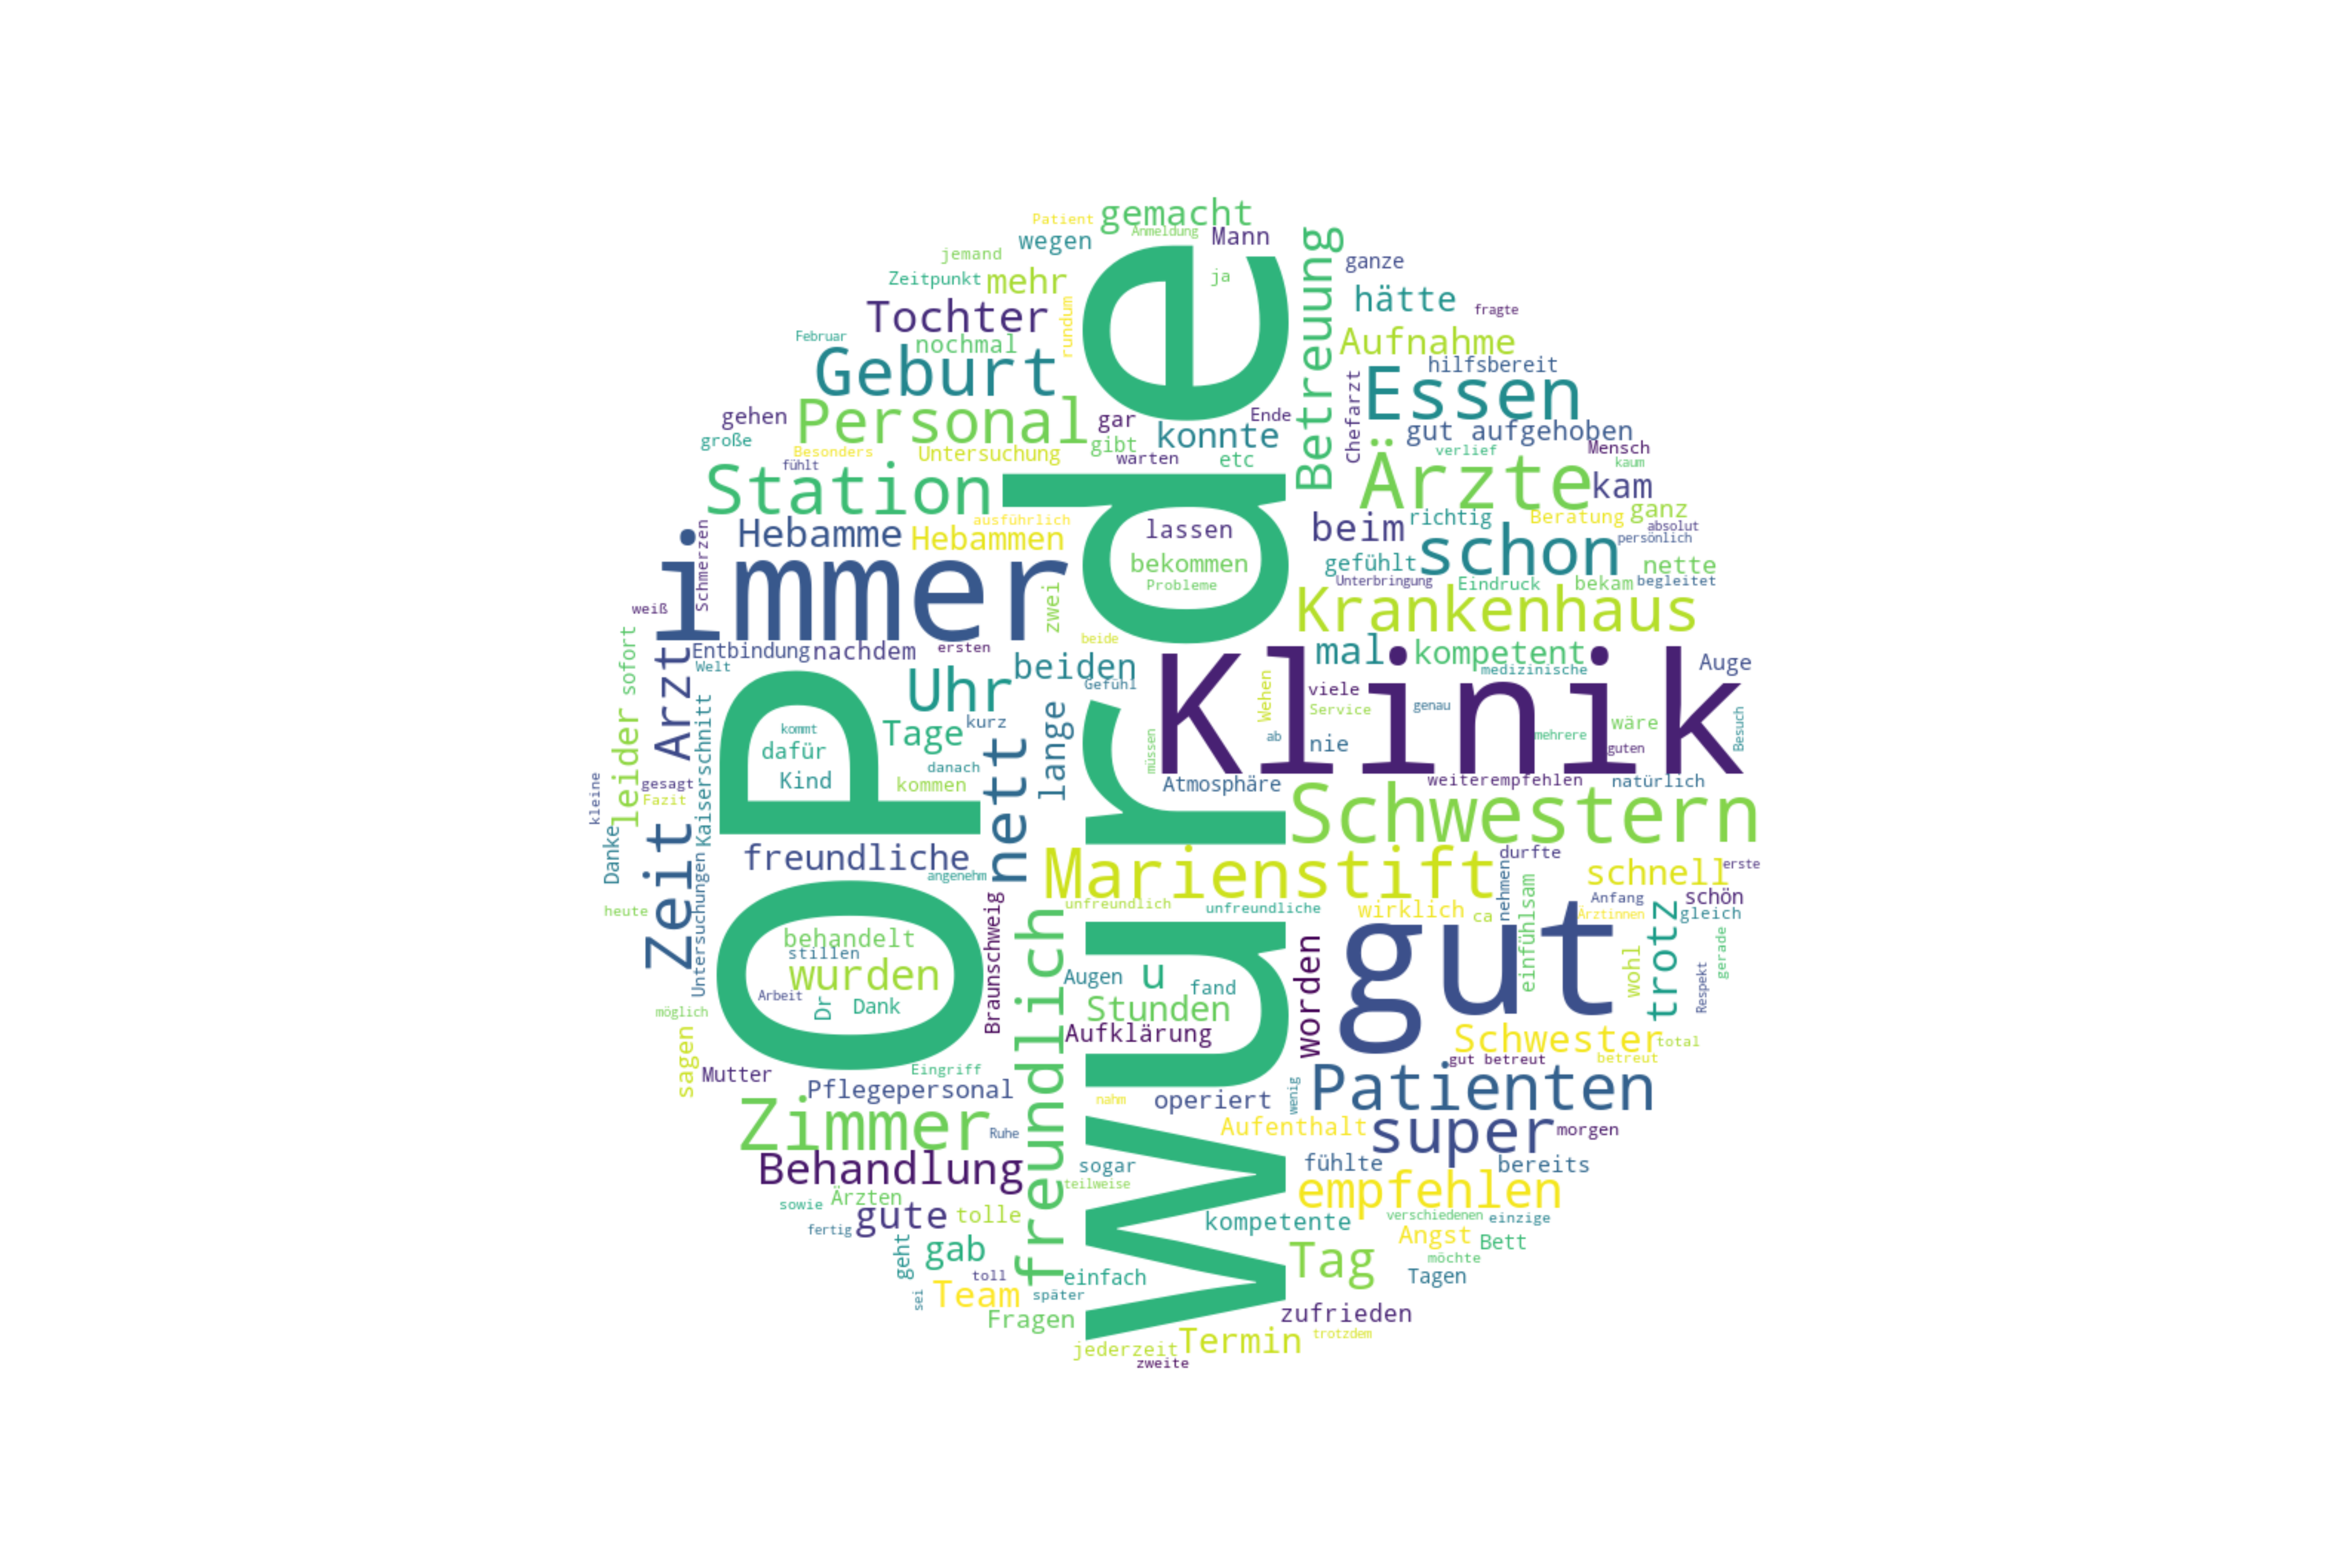 Patient
gemacht
Anmeldung
wegen
Mann
Betreuung
jemand
ganze
Zeitpunkt
mehr
ja
hätte
fragte
Tochter
rundum
wurde
Februar
nochmal
Aufnahme
Geburt
hilfsbereit
Chefarzt
Essen
gehen
Personal
gar
Ende
gut aufgehoben
große
gibt
konnte
Besonders
Untersuchung
warten
etc
verlief
Mensch
fühlt
kaum
Station
Ärzte
kam
Schmerzen
Hebamme
ausführlich
Hebammen
lassen
beim
richtig
Beratung
ganz
absolut
persönlich
immer
bekommen
gefühlt
schon
nette
Probleme
Unterbringung
Eindruck
bekam
begleitet
weiß
zwei
Krankenhaus
leider
sofort
Arzt
Entbindung
nachdem
ersten
beide
mal
kompetent
Welt
beiden
medizinische
Auge
Kaiserschnitt
OP
Uhr
Gefühl
Klinik
Wehen
viele
Service
genau
kommt
Tage
kurz
lange
wäre
dafür
nett
müssen
ab
nie
mehrere
guten
Besuch
danach
kleine
gesagt
Kind
kommen
Atmosphäre
weiterempfehlen
natürlich
Fazit
Schwestern
Danke
Zeit
Untersuchungen
freundliche
angenehm
Marienstift
durfte
nehmen
schnell
erste
heute
Braunschweig
freundlich
unfreundlich
unfreundliche
wirklich
ca
einfühlsam
Anfang
Ärztinnen
schön
gleich
behandelt
stillen
wurden
Augen
u
fand
worden
gut
wohl
trotz
Respekt
gerade
Arbeit
Dr
Dank
Stunden
möglich
Aufklärung
Schwester
total
sagen
Mutter
Eingriff
gut betreut
betreut
Pflegepersonal
nahm
operiert
wenig
Patienten
Zimmer
Ruhe
Aufenthalt
super
morgen
Behandlung
sogar
fühlte
bereits
teilweise
empfehlen
sowie
Ärzten
gute
tolle
kompetente
verschiedenen
einzige
fertig
geht
gab
Angst
Bett
möchte
Tag
toll
einfach
Tagen
sei
Team
später
Fragen
zufrieden
jederzeit
Termin
trotzdem
zweite